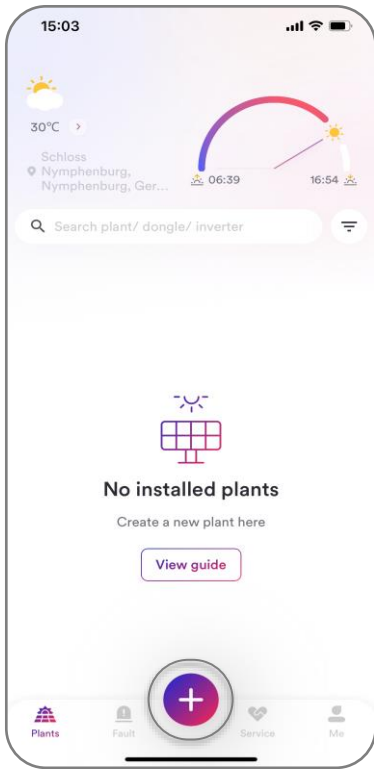 15:03
30°C
Schloss
Nymphenburg,
Nymphenburg, Ger...
06:39
16:54
Search plant/ dongle/ inverter
No installed plants
Create a new plant here
View guide
Plants
Fault
Service
Me